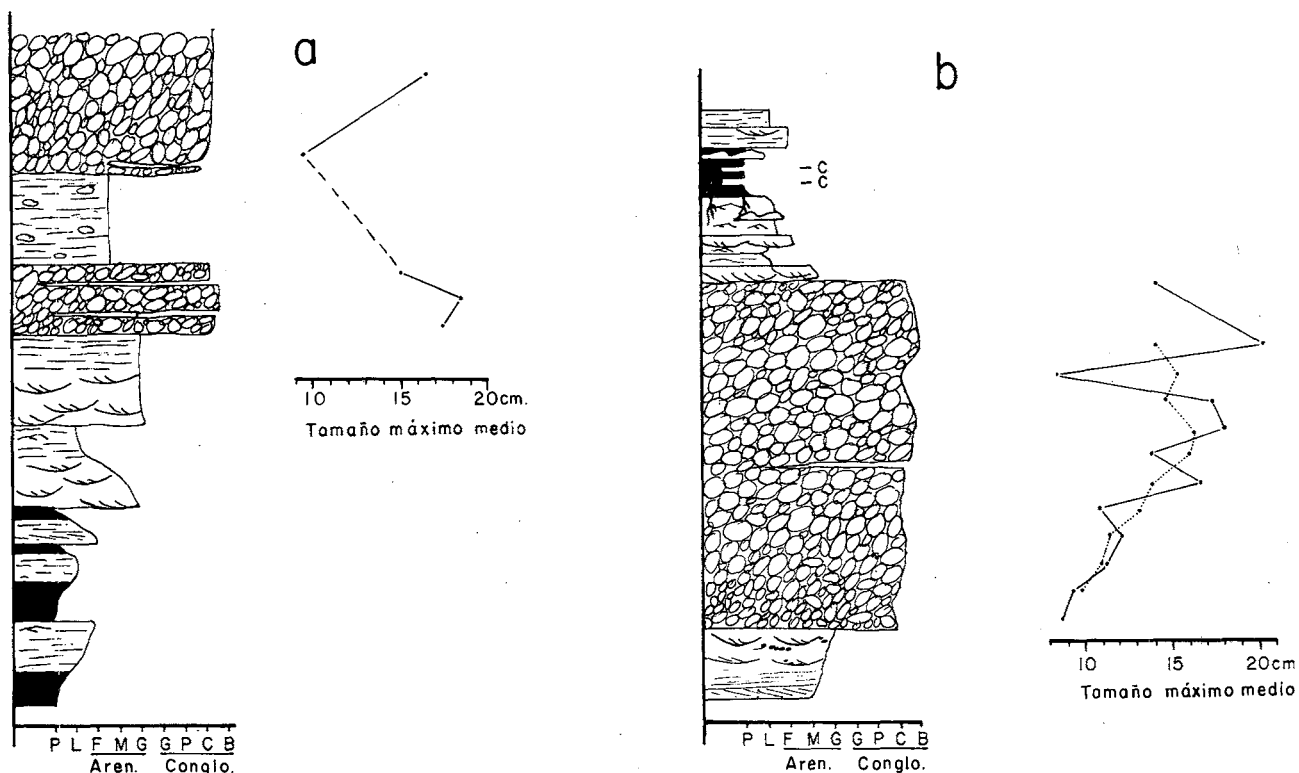 a
10 15 20cm.
Tamaño máximo medio
P L F M G G P C B
Aren. Conglo.
b
– C
– C
10 15 20cm
Tamaño máximo medio
P L F M G G P C B
Aren. Conglo.